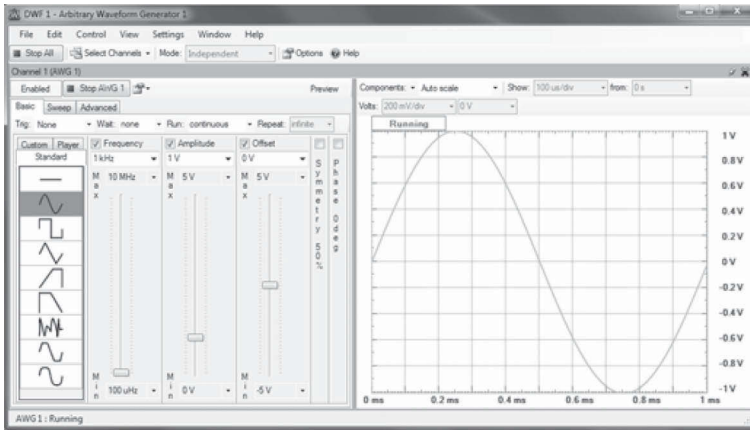 DWF 1 - Arbitrary Waveform Generator 1
File Edit Control View Settings Window Help
Stop All Select Channels Mode: Independent Options Help
Channel 1 (AWG 1)
Enabled Stop AWG 1 Preview
Basic Sweep Advanced
Trig: None Wait: none Run: continuous Repeat: infinite
Custom Player
Standard
Frequency Amplitude Offset
1 kHz 1 V 0 V
Max 10 MHz Max 5 V Max 5 V
Symmetry 50%
Phase 0 deg
Min 100 uHz Min 0 V Min -5 V
Components: Auto scale Show: 100 us/div from: 0 s
Volts: 200 mV/div 0 V
Running
1 V
0.8 V
0.6 V
0.4 V
0.2 V
0 V
-0.2 V
-0.4 V
-0.6 V
-0.8 V
-1 V
0 ms 0.2 ms 0.4 ms 0.6 ms 0.8 ms 1 ms
AWG 1 : Running